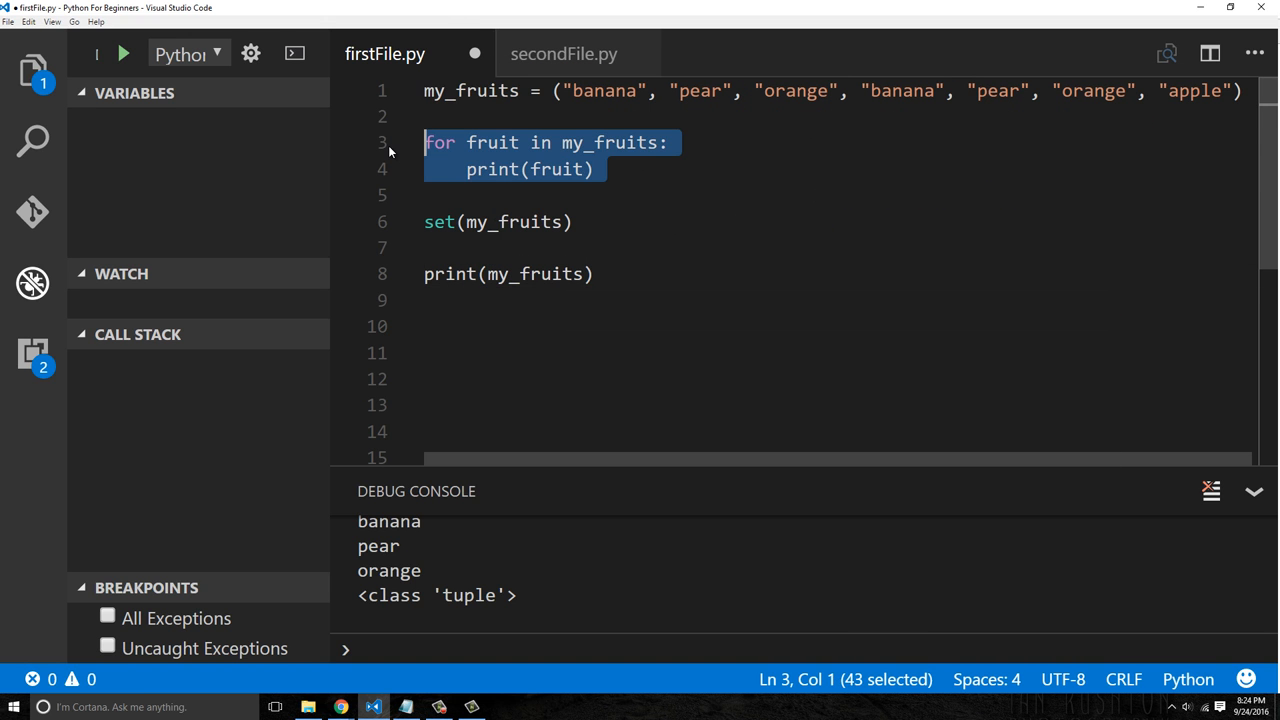 ● firstFile.py - Python For Beginners - Visual Studio Code
File Edit View Go Help
Python
firstFile.py
secondFile.py
1
VARIABLES
WATCH
CALL STACK
2
BREAKPOINTS
All Exceptions
Uncaught Exceptions
1 my_fruits = ("banana", "pear", "orange", "banana", "pear", "orange", "apple")
2
3 for fruit in my_fruits:
4 print(fruit)
5
6 set(my_fruits)
7
8 print(my_fruits)
9
10
11
12
13
14
15
DEBUG CONSOLE
banana
pear
orange
<class 'tuple'>
0 0 Ln 3, Col 1 (43 selected) Spaces: 4 UTF-8 CRLF Python
I'm Cortana. Ask me anything.
8:24 PM
9/24/2016